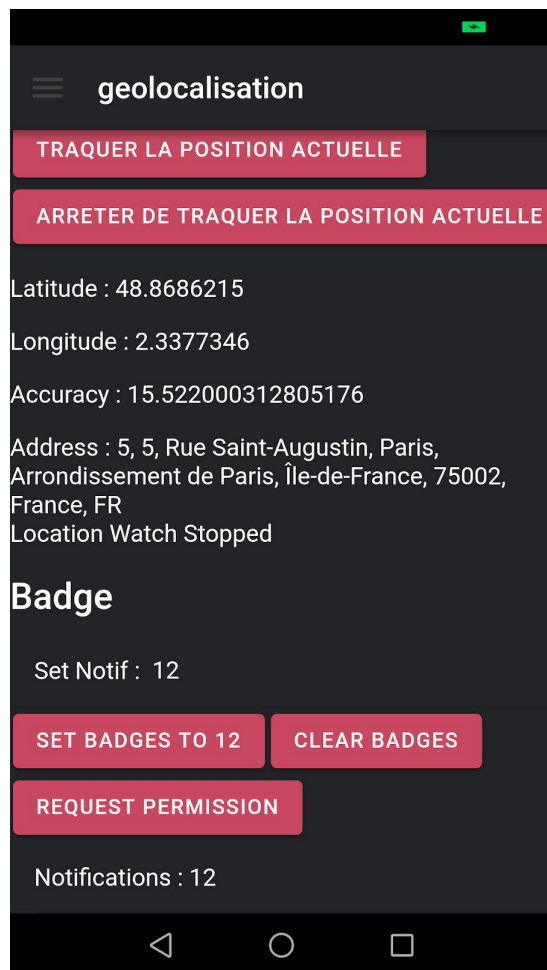 geolocalisation
TRAQUER LA POSITION ACTUELLE
ARRETER DE TRAQUER LA POSITION ACTUELLE
Latitude : 48.8686215
Longitude : 2.3377346
Accuracy : 15.522000312805176
Address : 5, 5, Rue Saint-Augustin, Paris,
Arrondissement de Paris, Île-de-France, 75002,
France, FR
Location Watch Stopped
Badge
Set Notif : 12
SET BADGES TO 12
CLEAR BADGES
REQUEST PERMISSION
Notifications : 12